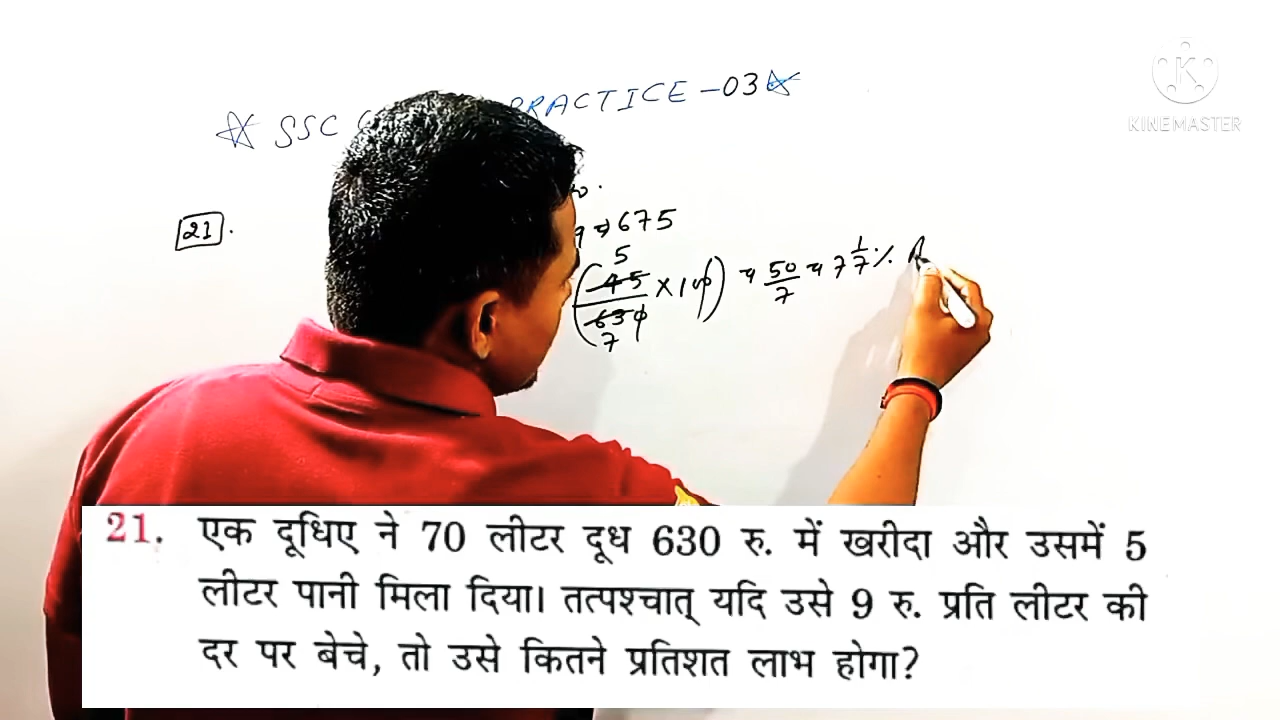 ☆ SSC PRACTICE - 03 ☆
KINEMASTER
21.
9 ⇒ 675
(45/630 × 100) ⇒ 50/7 ⇒ 7 1/7 %.
5
7
21. एक दूधिए ने 70 लीटर दूध 630 रु. में खरीदा और उसमें 5
लीटर पानी मिला दिया। तत्पश्चात् यदि उसे 9 रु. प्रति लीटर की
दर पर बेचे, तो उसे कितने प्रतिशत लाभ होगा?